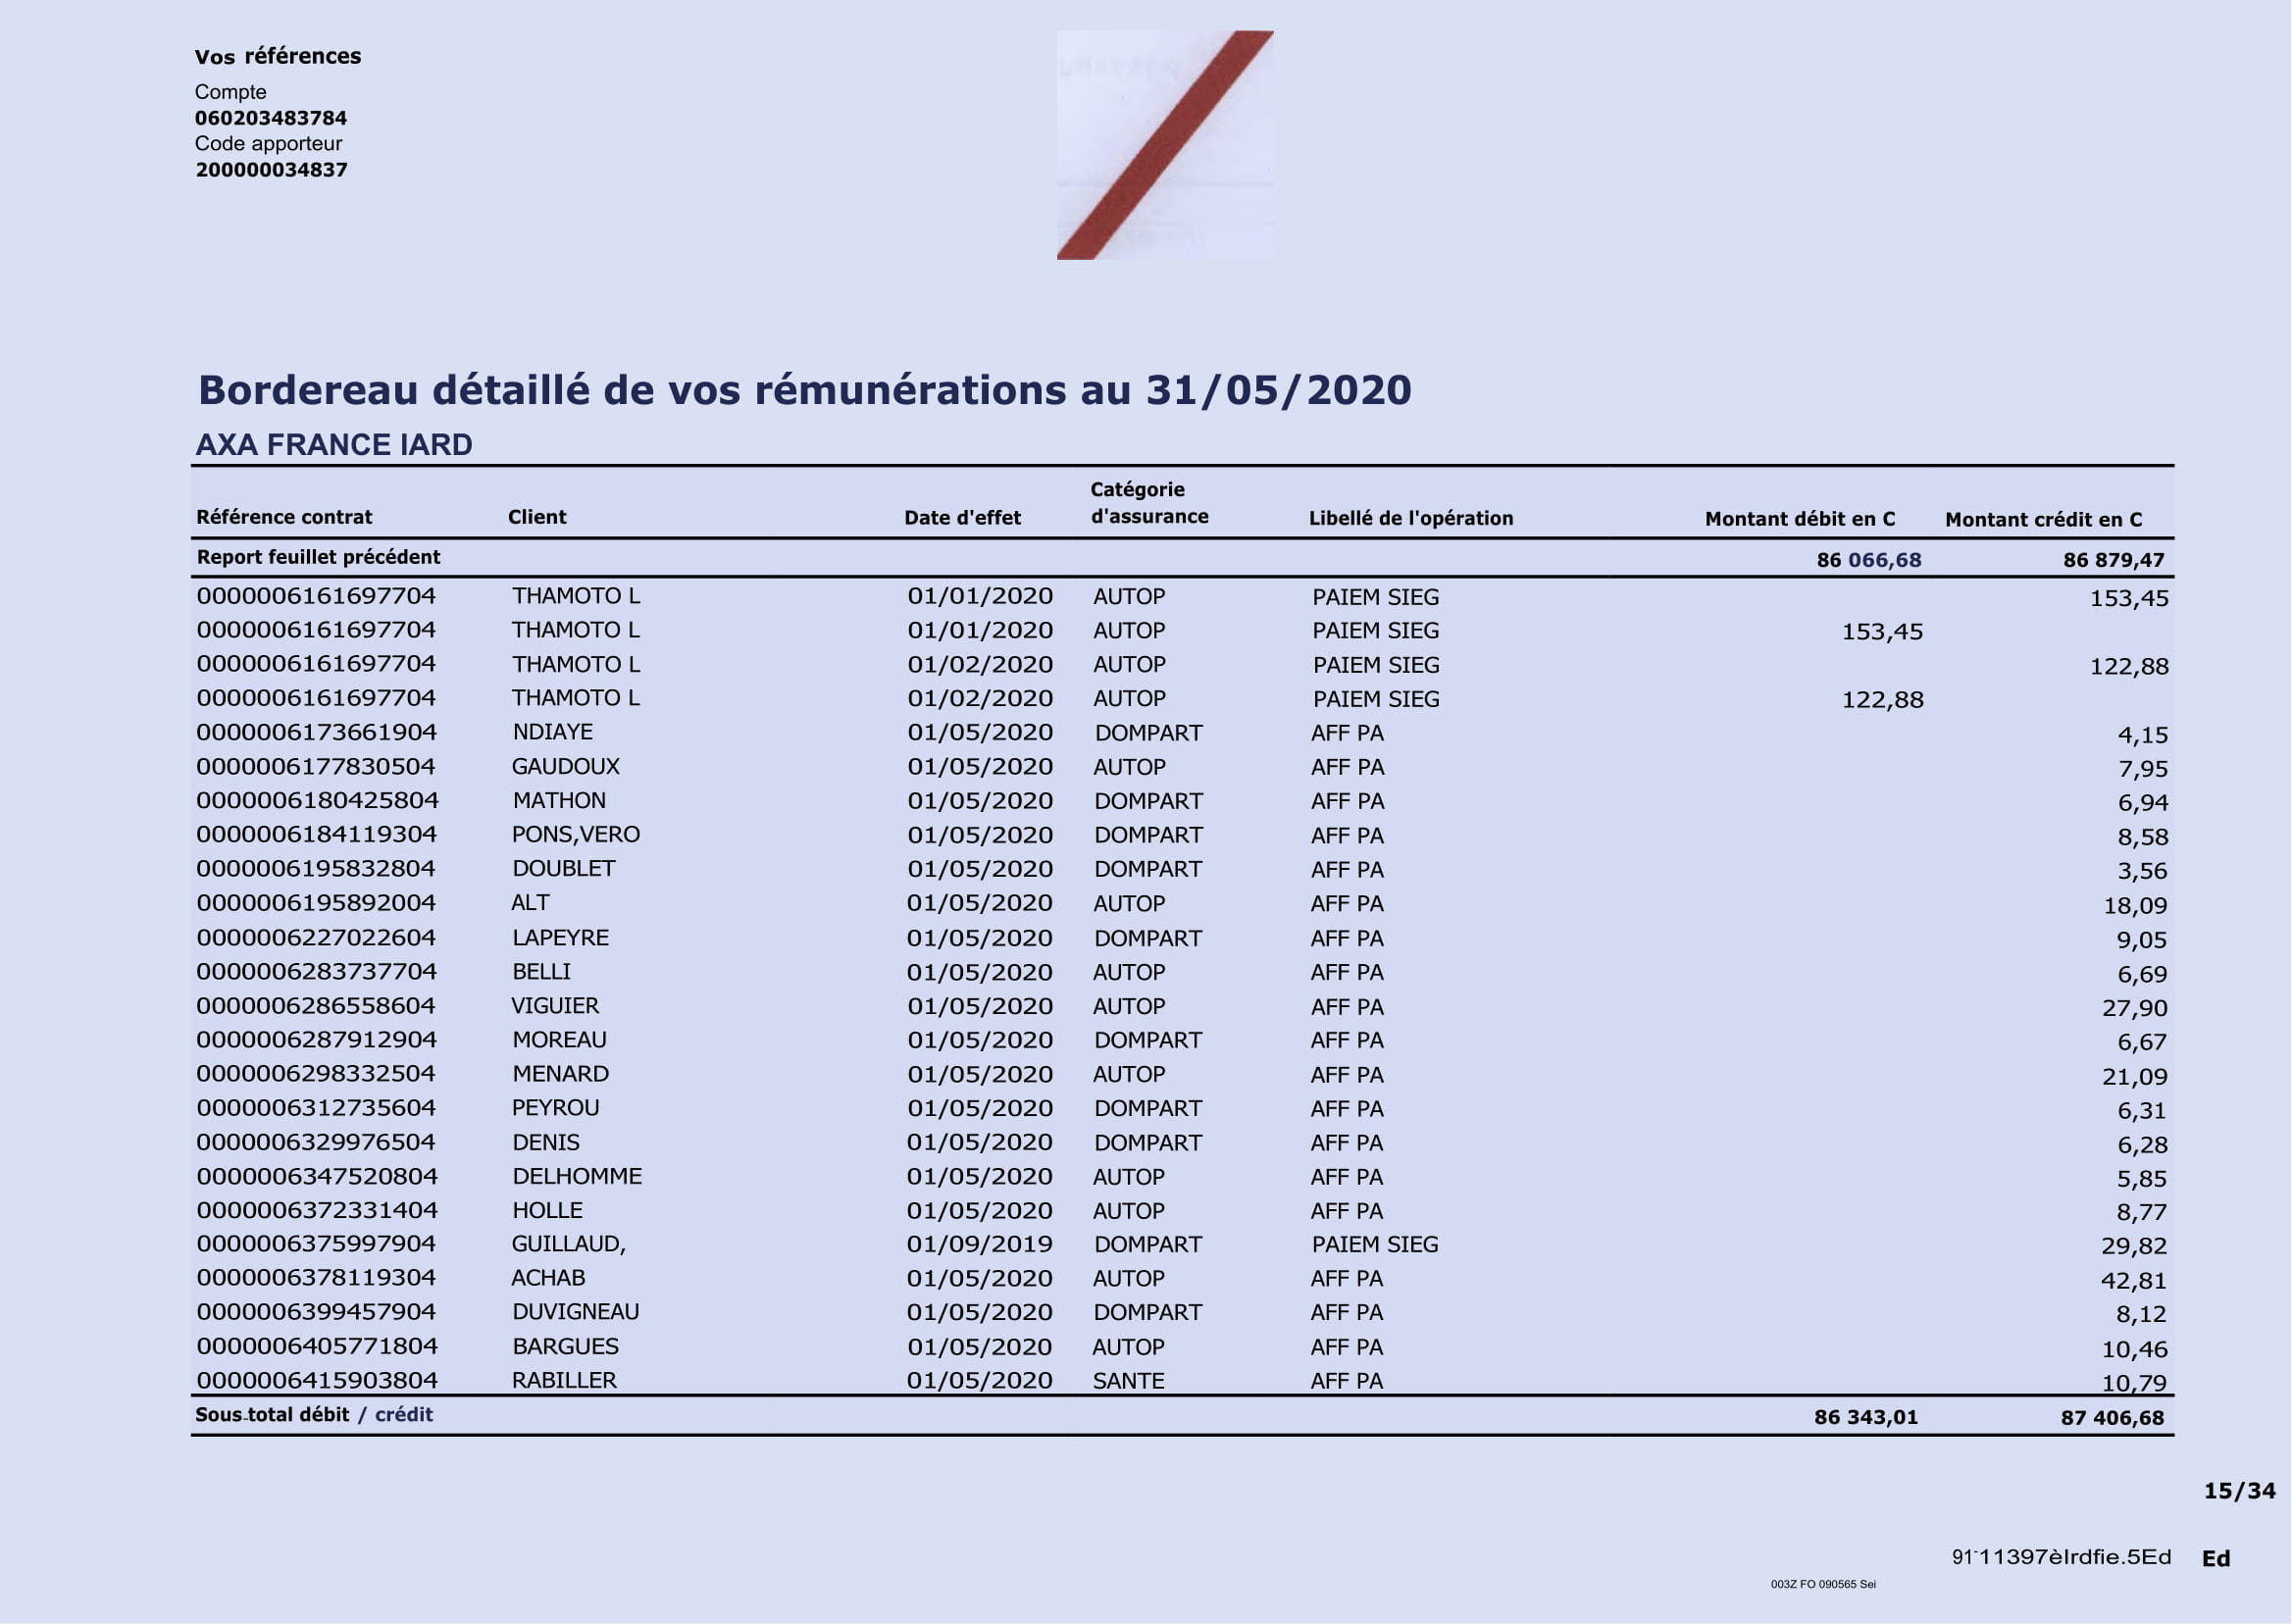 Vos références
Compte
060203483784
Code apporteur
200000034837
Bordereau détaillé de vos rémunérations au 31/05/2020
AXA FRANCE IARD
Référence contrat Client Date d'effet Catégorie d'assurance Libellé de l'opération Montant débit en C Montant crédit en C
Report feuillet précédent 86 066,68 86 879,47
0000006161697704 THAMOTO L 01/01/2020 AUTOP PAIEM SIEG 153,45
0000006161697704 THAMOTO L 01/01/2020 AUTOP PAIEM SIEG 153,45
0000006161697704 THAMOTO L 01/02/2020 AUTOP PAIEM SIEG 122,88
0000006161697704 THAMOTO L 01/02/2020 AUTOP PAIEM SIEG 122,88
0000006173661904 NDIAYE 01/05/2020 DOMPART AFF PA 4,15
0000006177830504 GAUDOUX 01/05/2020 AUTOP AFF PA 7,95
0000006180425804 MATHON 01/05/2020 DOMPART AFF PA 6,94
0000006184119304 PONS,VERO 01/05/2020 DOMPART AFF PA 8,58
0000006195832804 DOUBLET 01/05/2020 DOMPART AFF PA 3,56
0000006195892004 ALT 01/05/2020 AUTOP AFF PA 18,09
0000006227022604 LAPEYRE 01/05/2020 DOMPART AFF PA 9,05
0000006283737704 BELLI 01/05/2020 AUTOP AFF PA 6,69
0000006286558604 VIGUIER 01/05/2020 AUTOP AFF PA 27,90
0000006287912904 MOREAU 01/05/2020 DOMPART AFF PA 6,67
0000006298332504 MENARD 01/05/2020 AUTOP AFF PA 21,09
0000006312735604 PEYROU 01/05/2020 DOMPART AFF PA 6,31
0000006329976504 DENIS 01/05/2020 DOMPART AFF PA 6,28
0000006347520804 DELHOMME 01/05/2020 AUTOP AFF PA 5,85
0000006372331404 HOLLE 01/05/2020 AUTOP AFF PA 8,77
0000006375997904 GUILLAUD, 01/09/2019 DOMPART PAIEM SIEG 29,82
0000006378119304 ACHAB 01/05/2020 AUTOP AFF PA 42,81
0000006399457904 DUVIGNEAU 01/05/2020 DOMPART AFF PA 8,12
0000006405771804 BARGUES 01/05/2020 AUTOP AFF PA 10,46
0000006415903804 RABILLER 01/05/2020 SANTE AFF PA 10,79
Sous-total débit / crédit 86 343,01 87 406,68
15/34
91-11397èIrdfie.5Ed Ed
003Z FO 090565 Sei